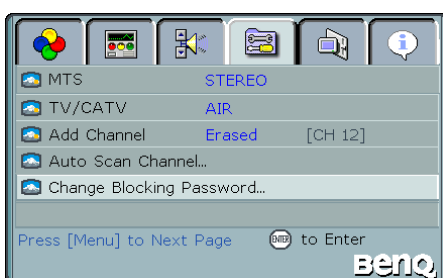 MTS STEREO
TV/CATV AIR
Add Channel Erased [CH 12]
Auto Scan Channel...
Change Blocking Password...
Press [Menu] to Next Page ENTER to Enter
BenQ